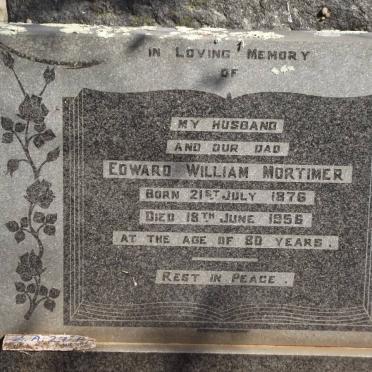 IN LOVING MEMORY
OF
MY HUSBAND
AND OUR DAD
EDWARD WILLIAM MORTIMER
BORN 21ST JULY 1876
DIED 18TH JUNE 1956
AT THE AGE OF 80 YEARS.
REST IN PEACE.